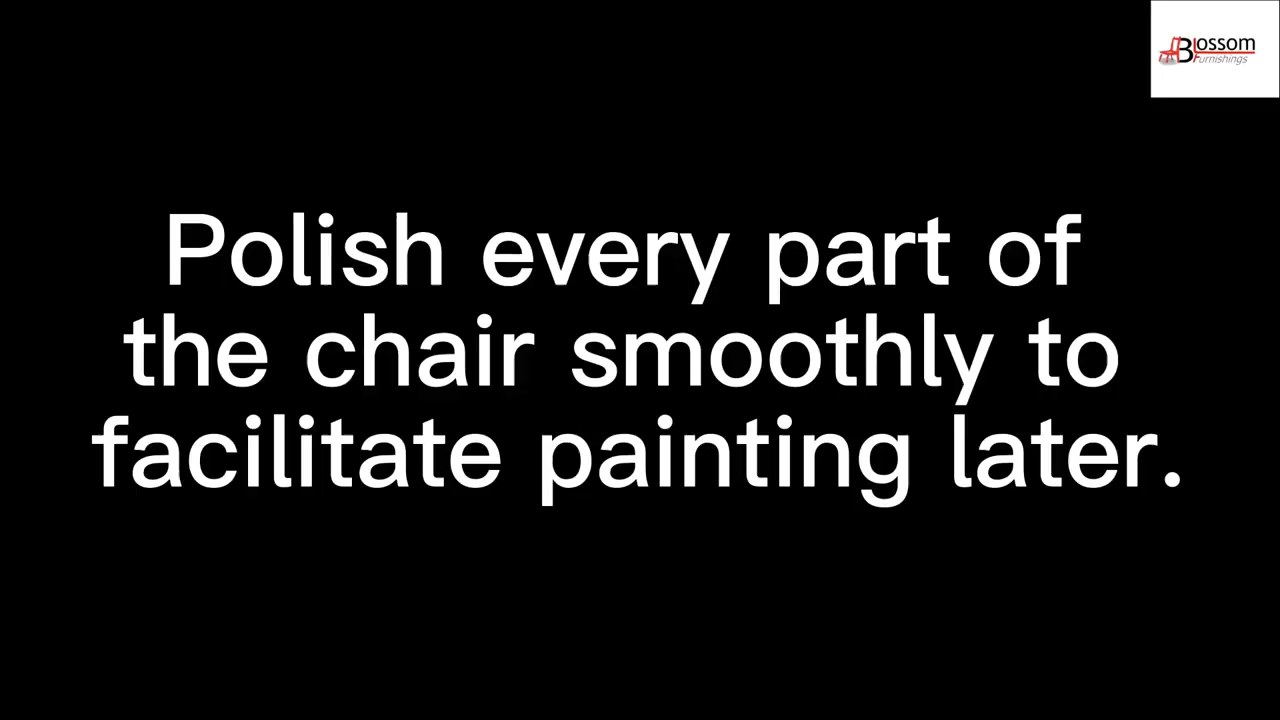 Blossom
Furnishings
Polish every part of
the chair smoothly to
facilitate painting later.